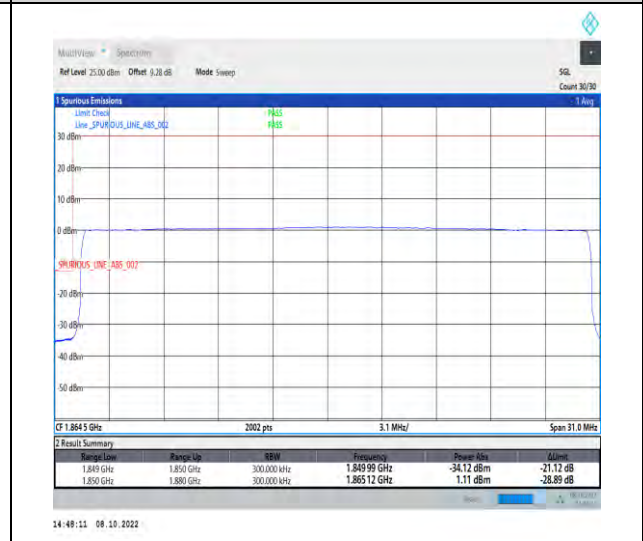 MultiView Spectrum
Ref Level 25.00 dBm Offset 9.28 dB Mode Sweep SGL
Count 30/30
1 Spurious Emissions 1 Avg
Limit Check PASS
Line _SPURIOUS_LINE_ABS_002 PASS
30 dBm
20 dBm
10 dBm
0 dBm
_SPURIOUS_LINE_ABS_002
-20 dBm
-30 dBm
-40 dBm
-50 dBm
CF 1.864 5 GHz 2002 pts 3.1 MHz/ Span 31.0 MHz
2 Result Summary
Range Low Range Up RBW Frequency Power Abs ΔLimit
1.849 GHz 1.850 GHz 300.000 kHz 1.849 99 GHz -34.12 dBm -21.12 dB
1.850 GHz 1.880 GHz 300.000 kHz 1.865 12 GHz 1.11 dBm -28.89 dB
14:48:11 08.10.2022